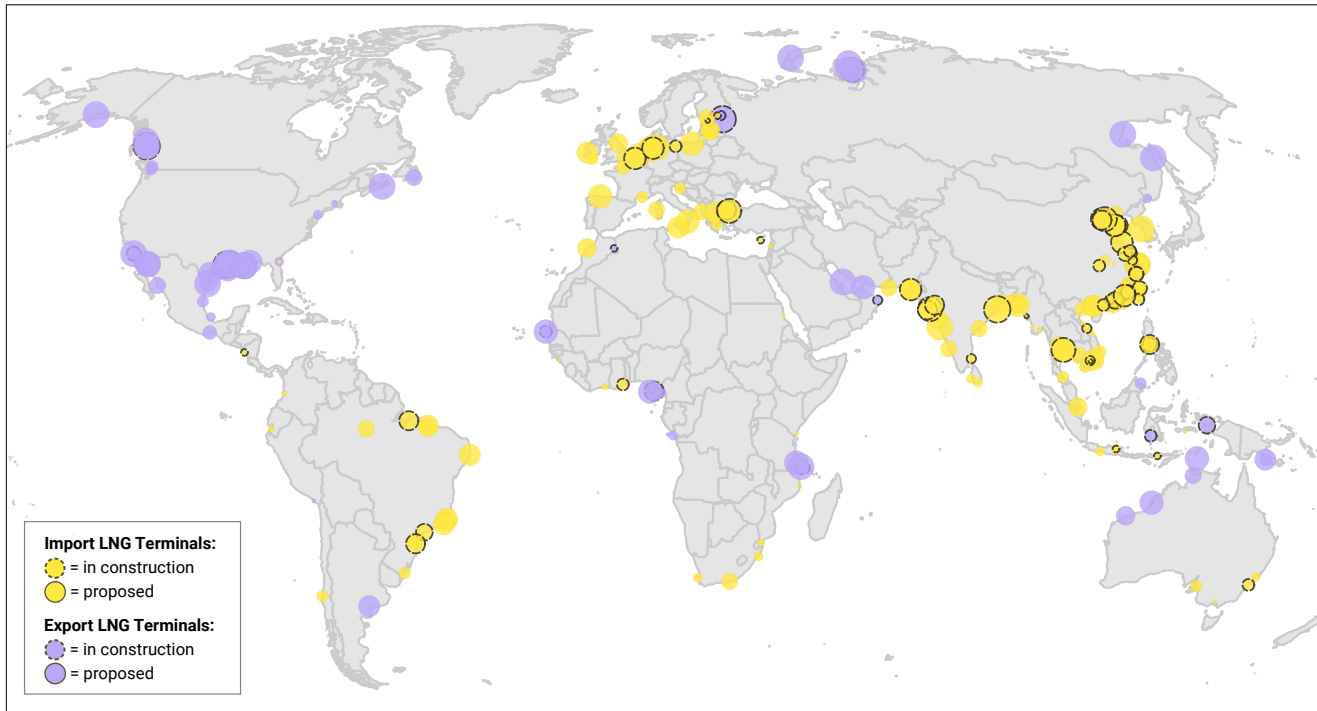 Import LNG Terminals:
= in construction
= proposed
Export LNG Terminals:
= in construction
= proposed